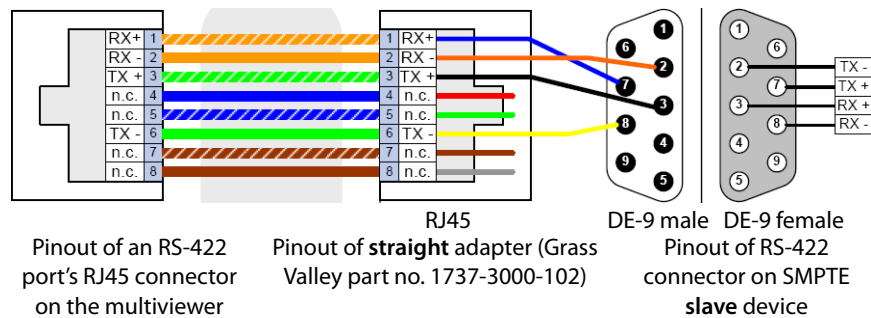 RX+ 1
RX - 2
TX + 3
n.c. 4
n.c. 5
TX - 6
n.c. 7
n.c. 8
1 RX+
2 RX -
3 TX +
4 n.c.
5 n.c.
6 TX -
7 n.c.
8 n.c.
1
6
2
7
3
8
4
9
5
1
6
2
7
3
8
4
9
5
TX -
TX +
RX +
RX -
Pinout of an RS-422
port's RJ45 connector
on the multiviewer
RJ45
Pinout of straight adapter (Grass
Valley part no. 1737-3000-102)
DE-9 male
DE-9 female
Pinout of RS-422
connector on SMPTE
slave device